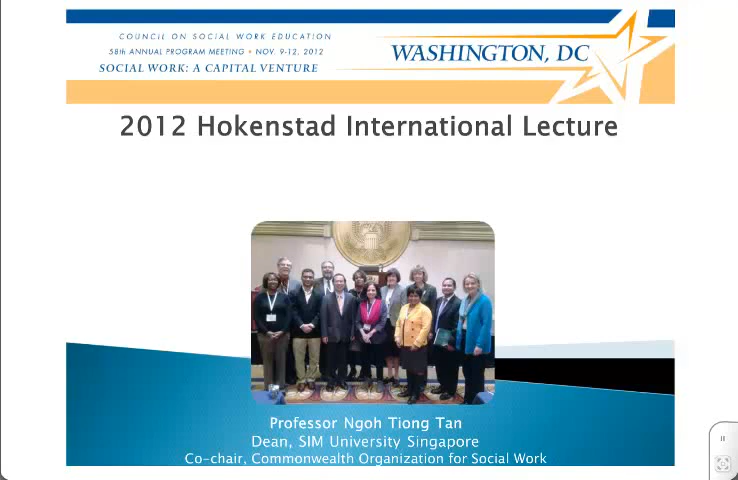 COUNCIL ON SOCIAL WORK EDUCATION
58th ANNUAL PROGRAM MEETING • NOV. 9-12, 2012
SOCIAL WORK: A CAPITAL VENTURE
WASHINGTON, DC
2012 Hokenstad International Lecture
Professor Ngoh Tiong Tan
Dean, SIM University Singapore
Co-chair, Commonwealth Organization for Social Work